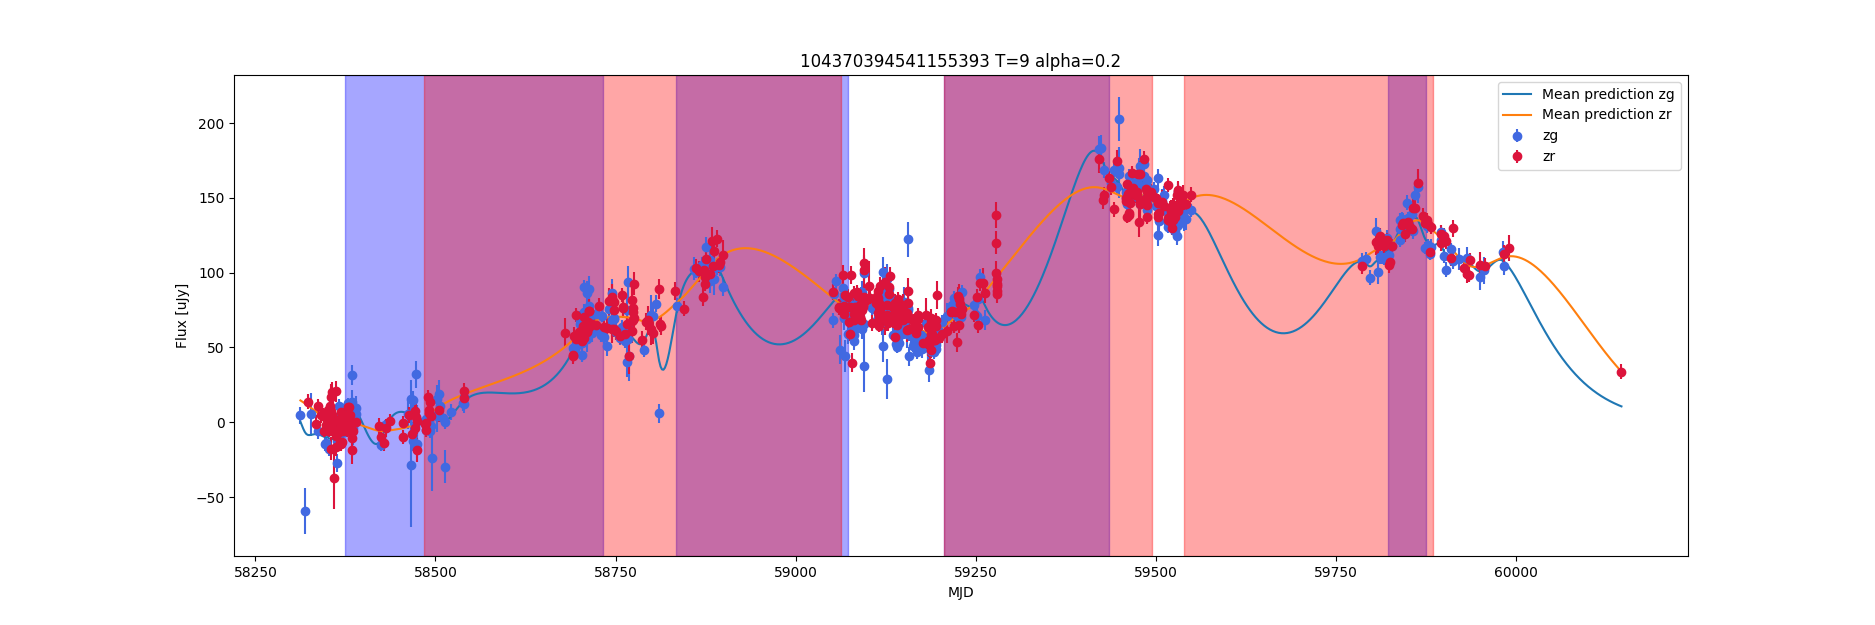 104370394541155393 T=9 alpha=0.2
Mean prediction zg
Mean prediction zr
zg
zr
Flux [uJy]
200
150
100
50
0
−50
58250 58500 58750 59000 59250 59500 59750 60000
MJD